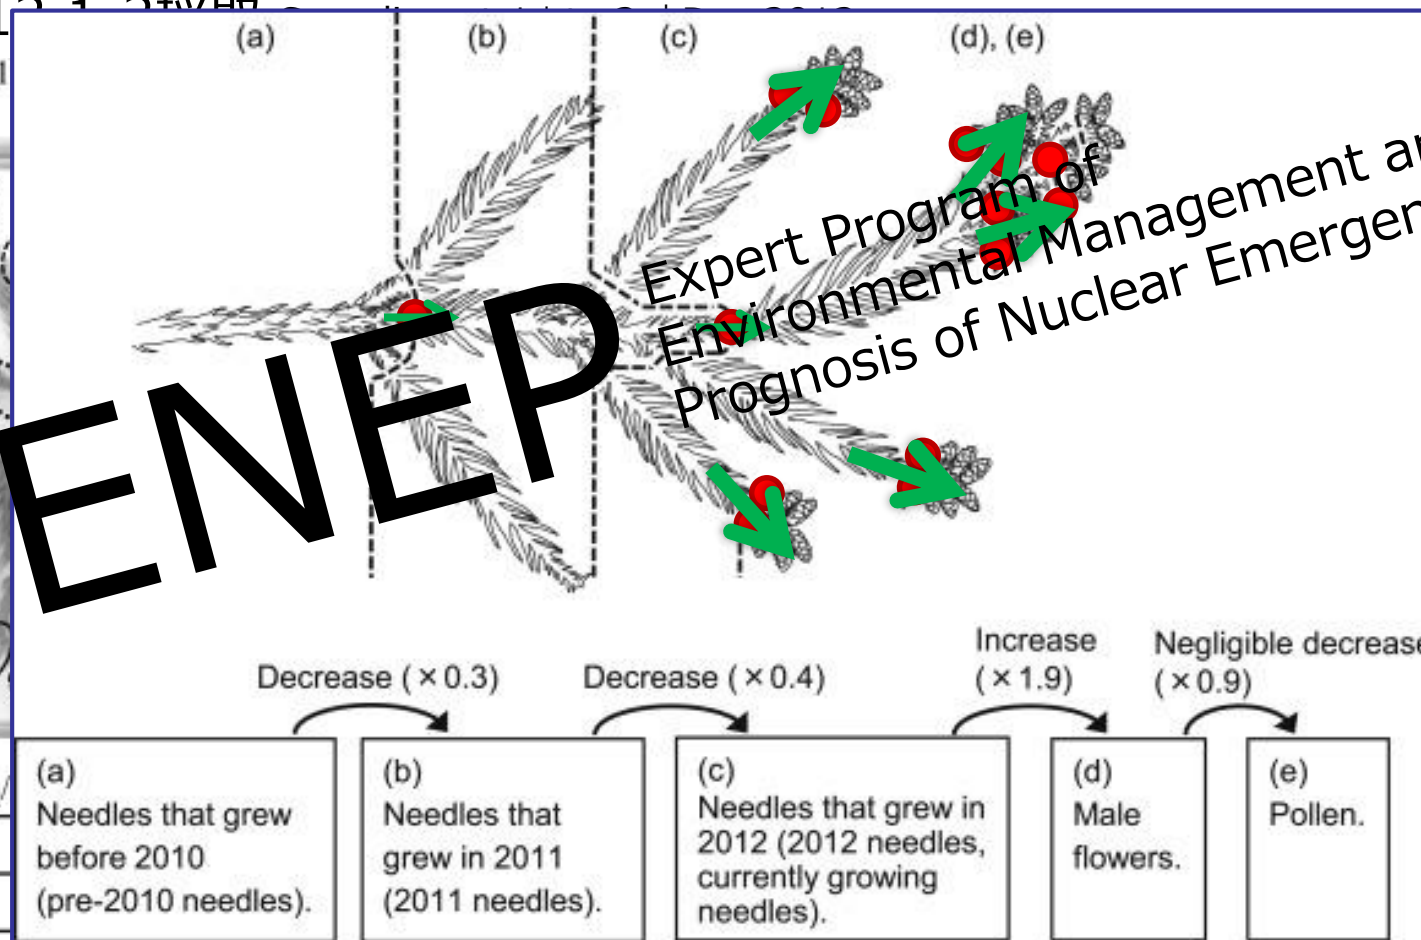 (a)
(b)
(c)
(d), (e)
ENEP
Expert Program of
Environmental Management
Prognosis of Nuclear
Decrease (×0.3)
Decrease (×0.4)
Increase
(×1.9)
Negligible decrease
(×0.9)
(a)
Needles that grew
before 2010
(pre-2010 needles).
(b)
Needles that
grew in 2011
(2011 needles).
(c)
Needles that grew in
2012 (2012 needles,
currently growing
needles).
(d)
Male
flowers.
(e)
Pollen.